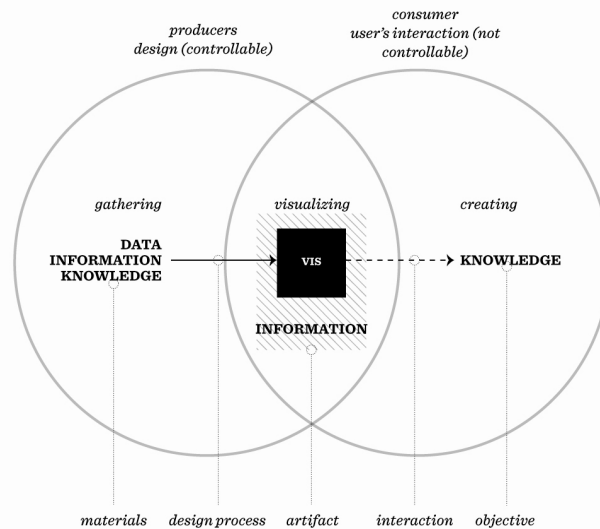 producers
design (controllable)
consumer
user's interaction (not
controllable)
gathering
visualizing
creating
DATA
INFORMATION
KNOWLEDGE
VIS
KNOWLEDGE
INFORMATION
materials
design process
artifact
interaction
objective